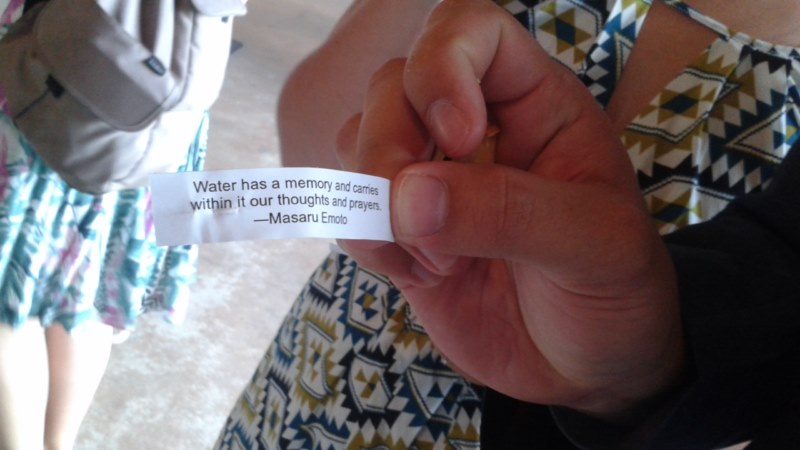 Water has a memory and carries
within it our thoughts and prayers.
—Masaru Emoto